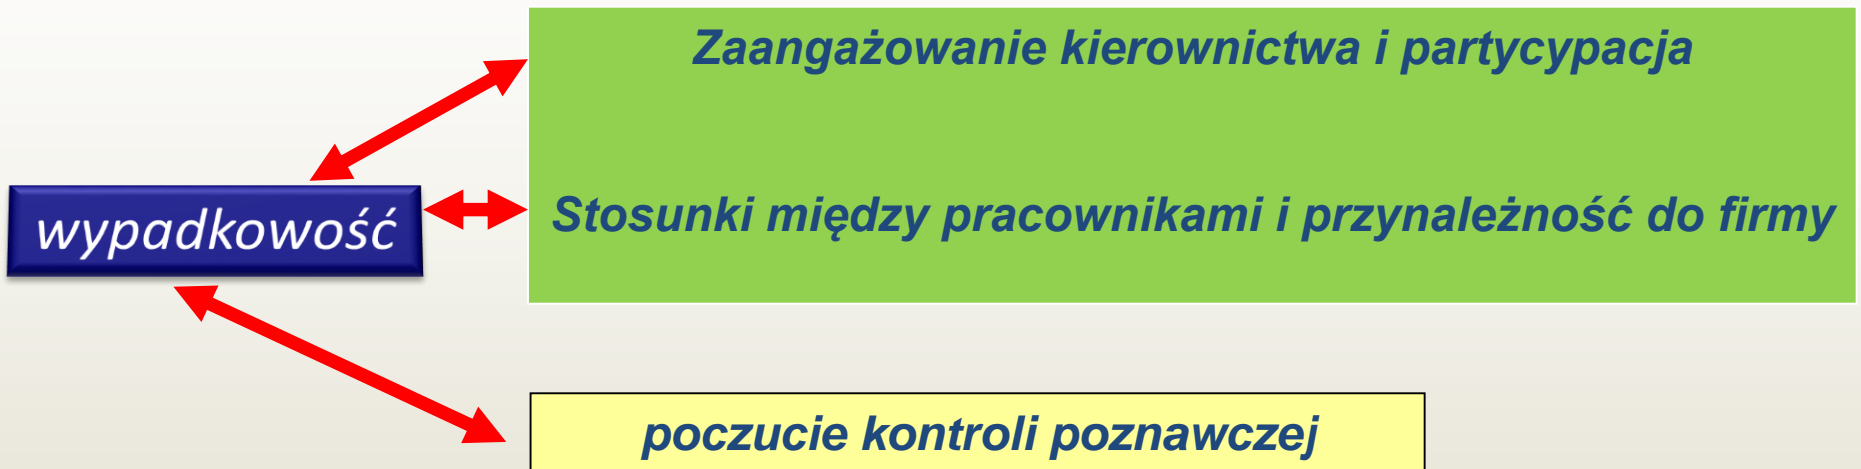 Zaangażowanie kierownictwa i partycypacja
Stosunki między pracownikami i przynależność do firmy
wypadkowość
poczucie kontroli poznawczej